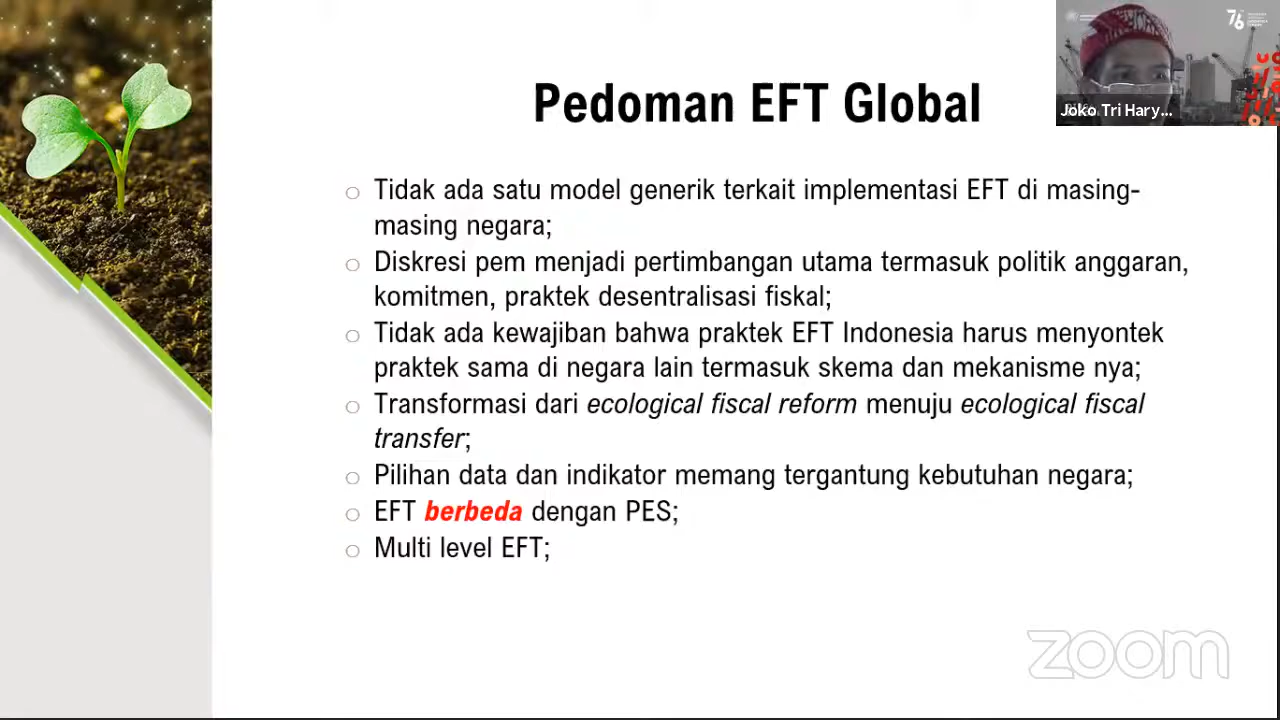 Pedoman EFT Global
76
Joko Tri Hary...
Tidak ada satu model generik terkait implementasi EFT di masing-
masing negara;
Diskresi pem menjadi pertimbangan utama termasuk politik anggaran,
komitmen, praktek desentralisasi fiskal;
Tidak ada kewajiban bahwa praktek EFT Indonesia harus menyontek
praktek sama di negara lain termasuk skema dan mekanisme nya;
Transformasi dari ecological fiscal reform menuju ecological fiscal
transfer;
Pilihan data dan indikator memang tergantung kebutuhan negara;
EFT berbeda dengan PES;
Multi level EFT;
zoom